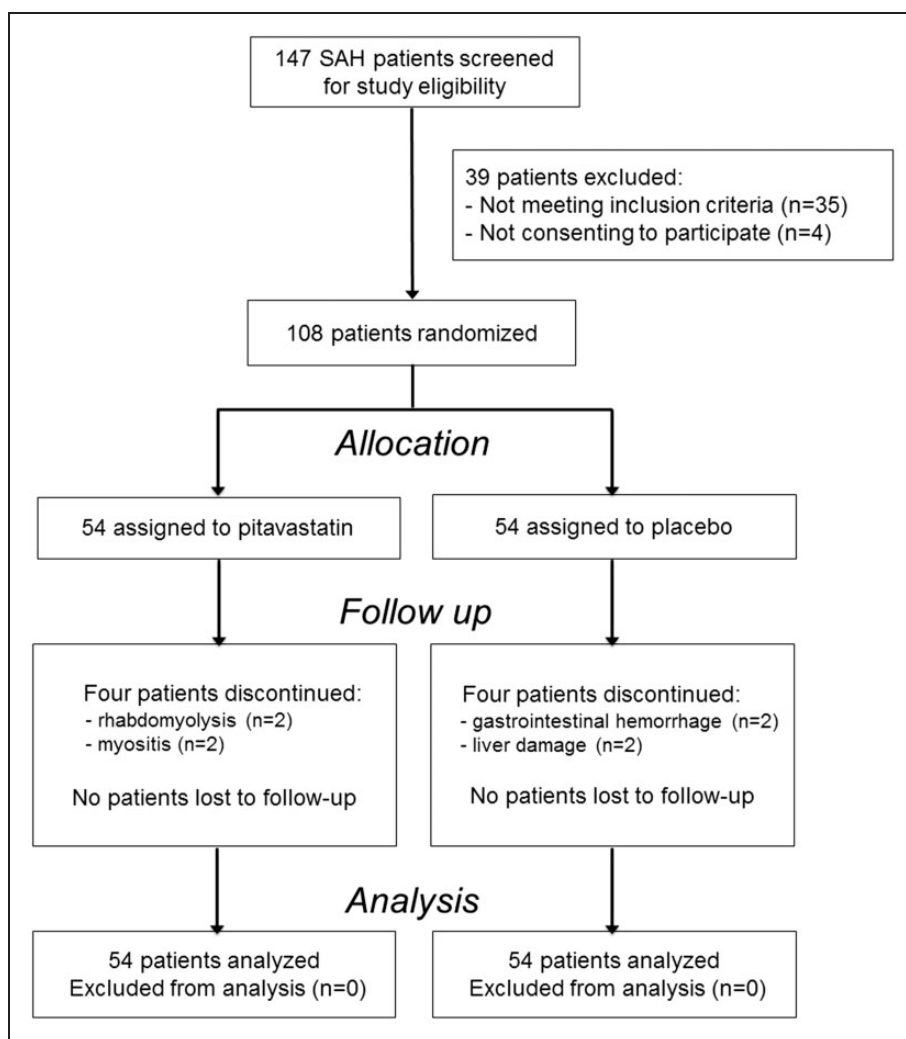 147 SAH patients screened
for study eligibility
39 patients excluded:
- Not meeting inclusion criteria (n=35)
- Not consenting to participate (n=4)
108 patients randomized
Allocation
54 assigned to pitavastatin
54 assigned to placebo
Follow up
Four patients discontinued:
- rhabdomyolysis (n=2)
- myositis (n=2)
No patients lost to follow-up
Four patients discontinued:
- gastrointestinal hemorrhage (n=2)
- liver damage (n=2)
No patients lost to follow-up
Analysis
54 patients analyzed
Excluded from analysis (n=0)
54 patients analyzed
Excluded from analysis (n=0)